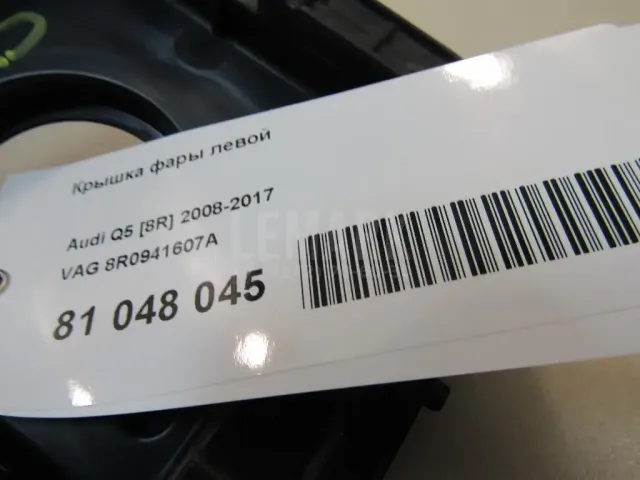 Крышка фары левой
Audi Q5 [8R] 2008-2017
VAG 8R0941607A
81 048 045